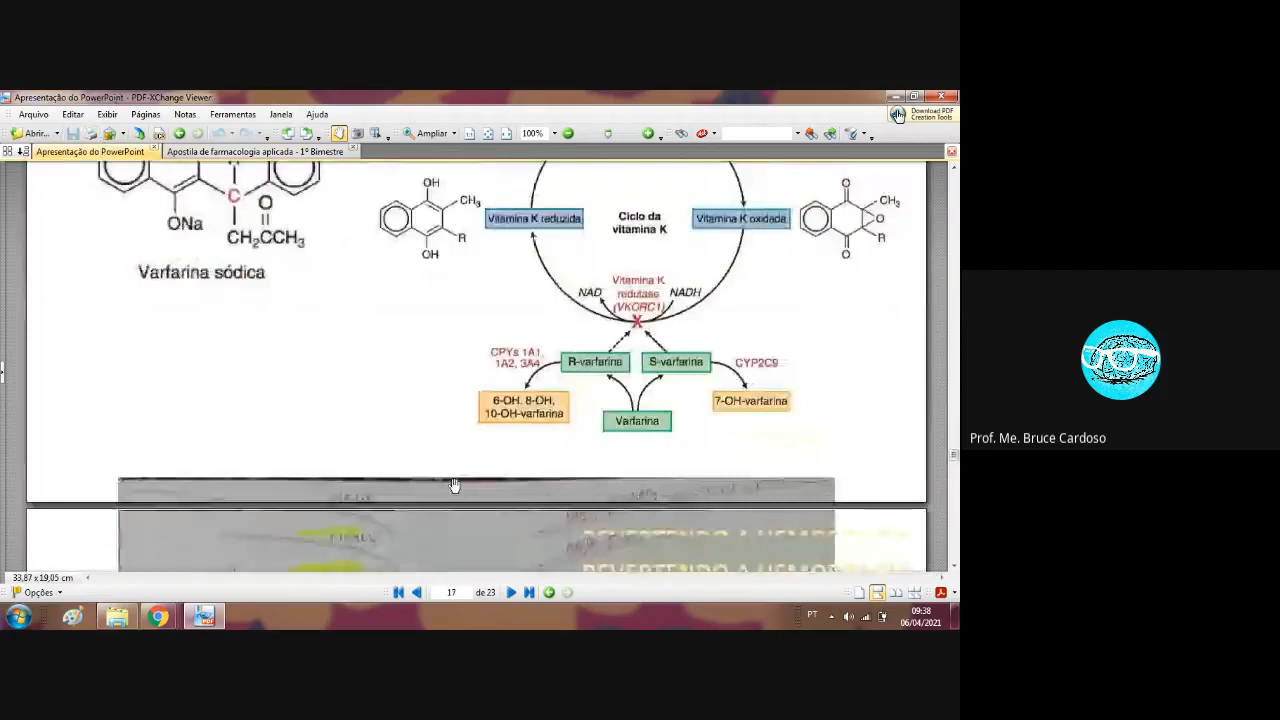 Apresentação do PowerPoint - PDF-XChange Viewer
Arquivo Editar Exibir Páginas Notas Ferramentas Janela Ajuda
Download PDF
Creation Tools
Abrir... Ampliar 100%
Apresentação do PowerPoint Apostila de farmacologia aplicada - 1º Bimestre
ONa
C
O
CH₂CCH₃
Varfarina sódica
OH
CH₃
R
OH
Vitamina K reduzida
Ciclo da
vitamina K
Vitamina K oxidada
O
CH₃
O
R
O
NAD
Vitamina K
redutase
(VKORC1)
NADH
X
CPYs 1A1,
1A2, 3A4
R-varfarina
S-varfarina
CYP2C9
6-OH. 8-OH,
10-OH-varfarina
Varfarina
7-OH-varfarina
33,87 x 19,05 cm
Opções
17 de 23
PT
09:38
06/04/2021
Prof. Me. Bruce Cardoso